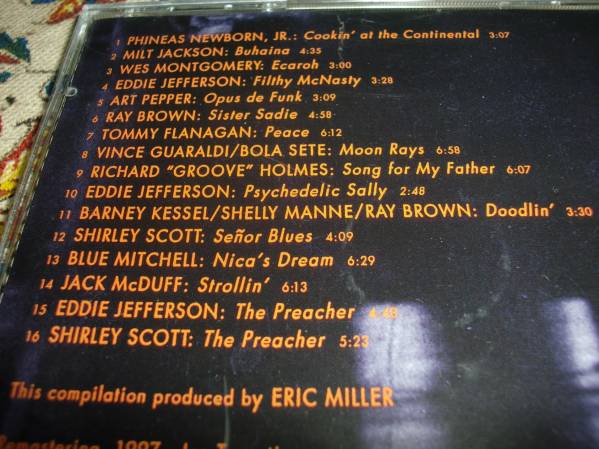 1 PHINEAS NEWBORN, JR.: Cookin' at the Continental 3:07
2 MILT JACKSON: Buhaina 4:35
3 WES MONTGOMERY: Ecaroh 3:00
4 EDDIE JEFFERSON: Filthy McNasty 3:28
5 ART PEPPER: Opus de Funk 3:09
6 RAY BROWN: Sister Sadie 4:58
7 TOMMY FLANAGAN: Peace 6:12
8 VINCE GUARALDI/BOLA SETE: Moon Rays 6:58
9 RICHARD "GROOVE" HOLMES: Song for My Father 6:07
10 EDDIE JEFFERSON: Psychedelic Sally 2:48
11 BARNEY KESSEL/SHELLY MANNE/RAY BROWN: Doodlin' 3:30
12 SHIRLEY SCOTT: Señor Blues 4:09
13 BLUE MITCHELL: Nica's Dream 6:29
14 JACK McDUFF: Strollin' 6:13
15 EDDIE JEFFERSON: The Preacher 4:48
16 SHIRLEY SCOTT: The Preacher 5:23
This compilation produced by ERIC MILLER
Remastering, 1997